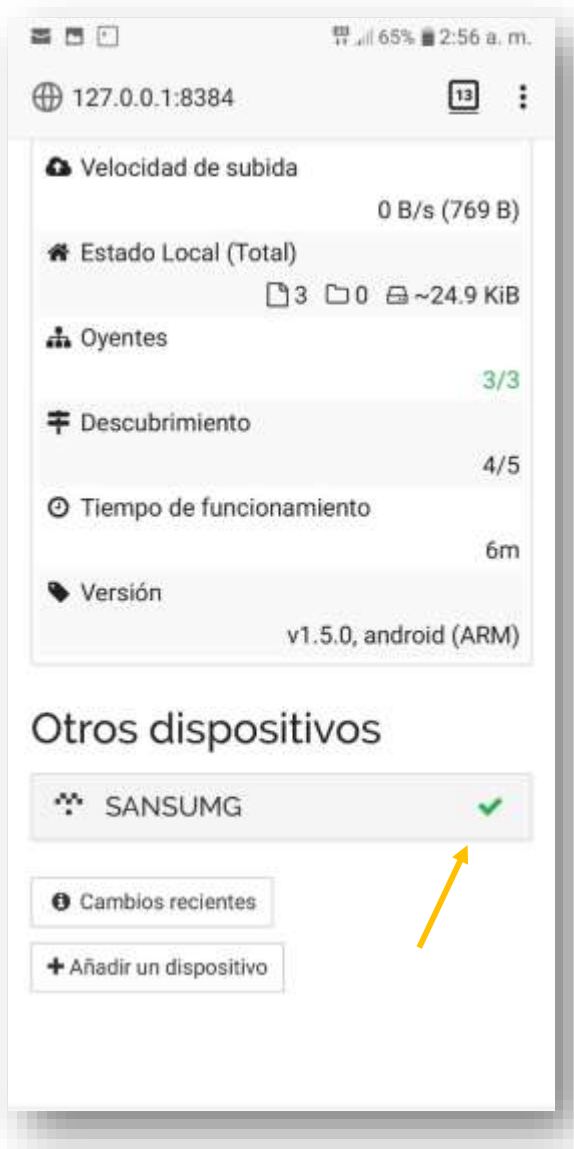 65% 2:56 a. m.
127.0.0.1:8384 13
Velocidad de subida
0 B/s (769 B)
Estado Local (Total)
3 0 ~24.9 KiB
Oyentes
3/3
Descubrimiento
4/5
Tiempo de funcionamiento
6m
Versión
v1.5.0, android (ARM)
Otros dispositivos
SANSUMG
Cambios recientes
Añadir un dispositivo